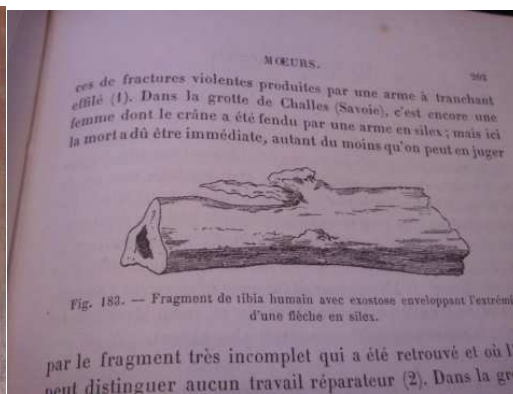 MŒURS.
ces de fractures violentes produites par une arme à tranchant
effilé (1). Dans la grotte de Challes (Savoie), c'est encore une
femme dont le crâne a été fendu par une arme en silex; mais ici
la mort a dû être immédiate, autant du moins qu'on peut en juger
Fig. 183. — Fragment de tibia humain avec exostose enveloppant l'extrémi
d'une flèche en silex.
par le fragment très incomplet qui a été retrouvé et où l'
peut distinguer aucun travail réparateur (2). Dans la gro